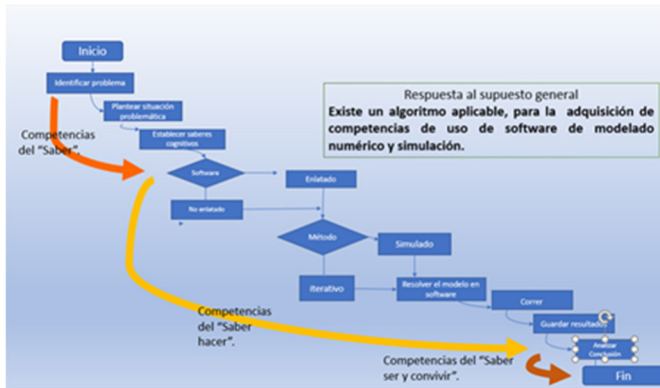 Inicio
Identificar problema
Plantear situación
problemática
Establecer saberes
cognitivos
Competencias
del “Saber”.
Respuesta al supuesto general
Existe un algoritmo aplicable, para la adquisición de
competencias de uso de software de modelado
numérico y simulación.
Software
Enlatado
No enlatado
Método
Simulado
iterativo
Resolver el modelo en
software
Correr
Competencias
del “Saber
hacer”.
Guardar resultados
Analizar
Conclusión
Competencias del “Saber
ser y convivir”.
Fin